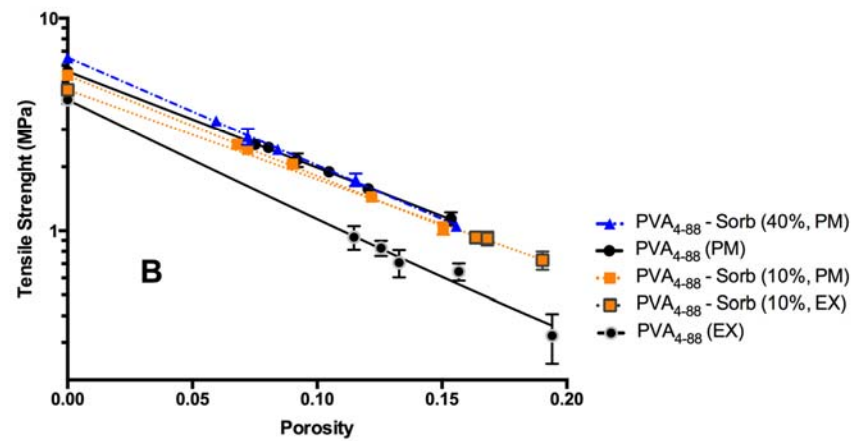 10
1
Tensile Strenght (MPa)
B
0.00 0.05 0.10 0.15 0.20
Porosity
PVA4-88 - Sorb (40%, PM)
PVA4-88 (PM)
PVA4-88 - Sorb (10%, PM)
PVA4-88 - Sorb (10%, EX)
PVA4-88 (EX)